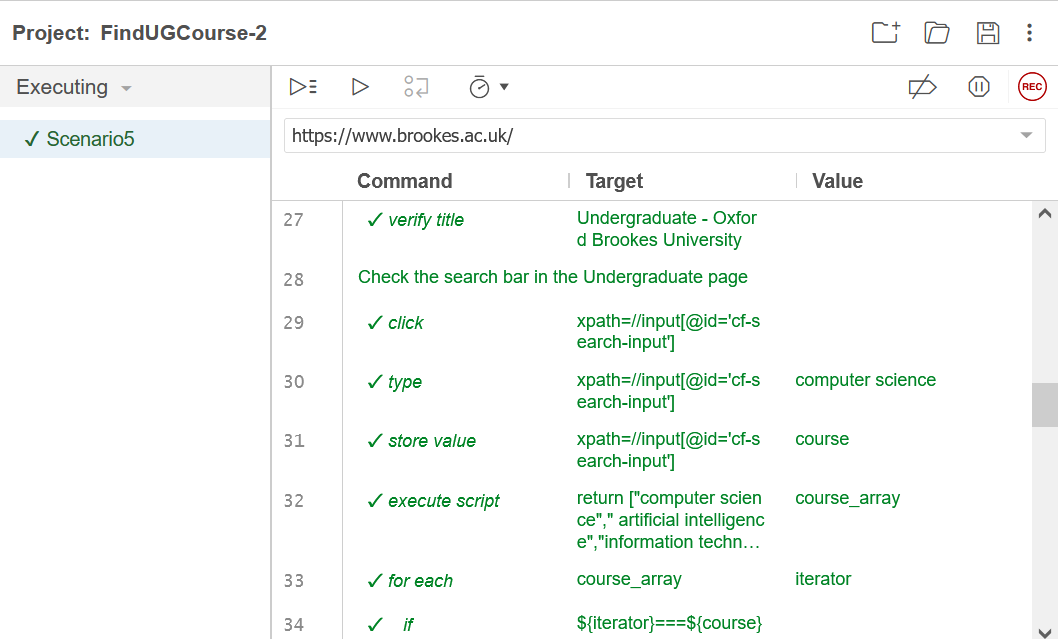 Project: FindUGCourse-2
Executing
✓ Scenario5
REC
https://www.brookes.ac.uk/
Command Target Value
27 ✓ verify title Undergraduate - Oxfor
d Brookes University
28 Check the search bar in the Undergraduate page
29 ✓ click xpath=//input[@id='cf-s
earch-input']
30 ✓ type xpath=//input[@id='cf-s computer science
earch-input']
31 ✓ store value xpath=//input[@id='cf-s course
earch-input']
32 ✓ execute script return ["computer scien course_array
ce"," artificial intelligenc
e","information techn…
33 ✓ for each course_array iterator
34 ✓ if ${iterator}===${course}